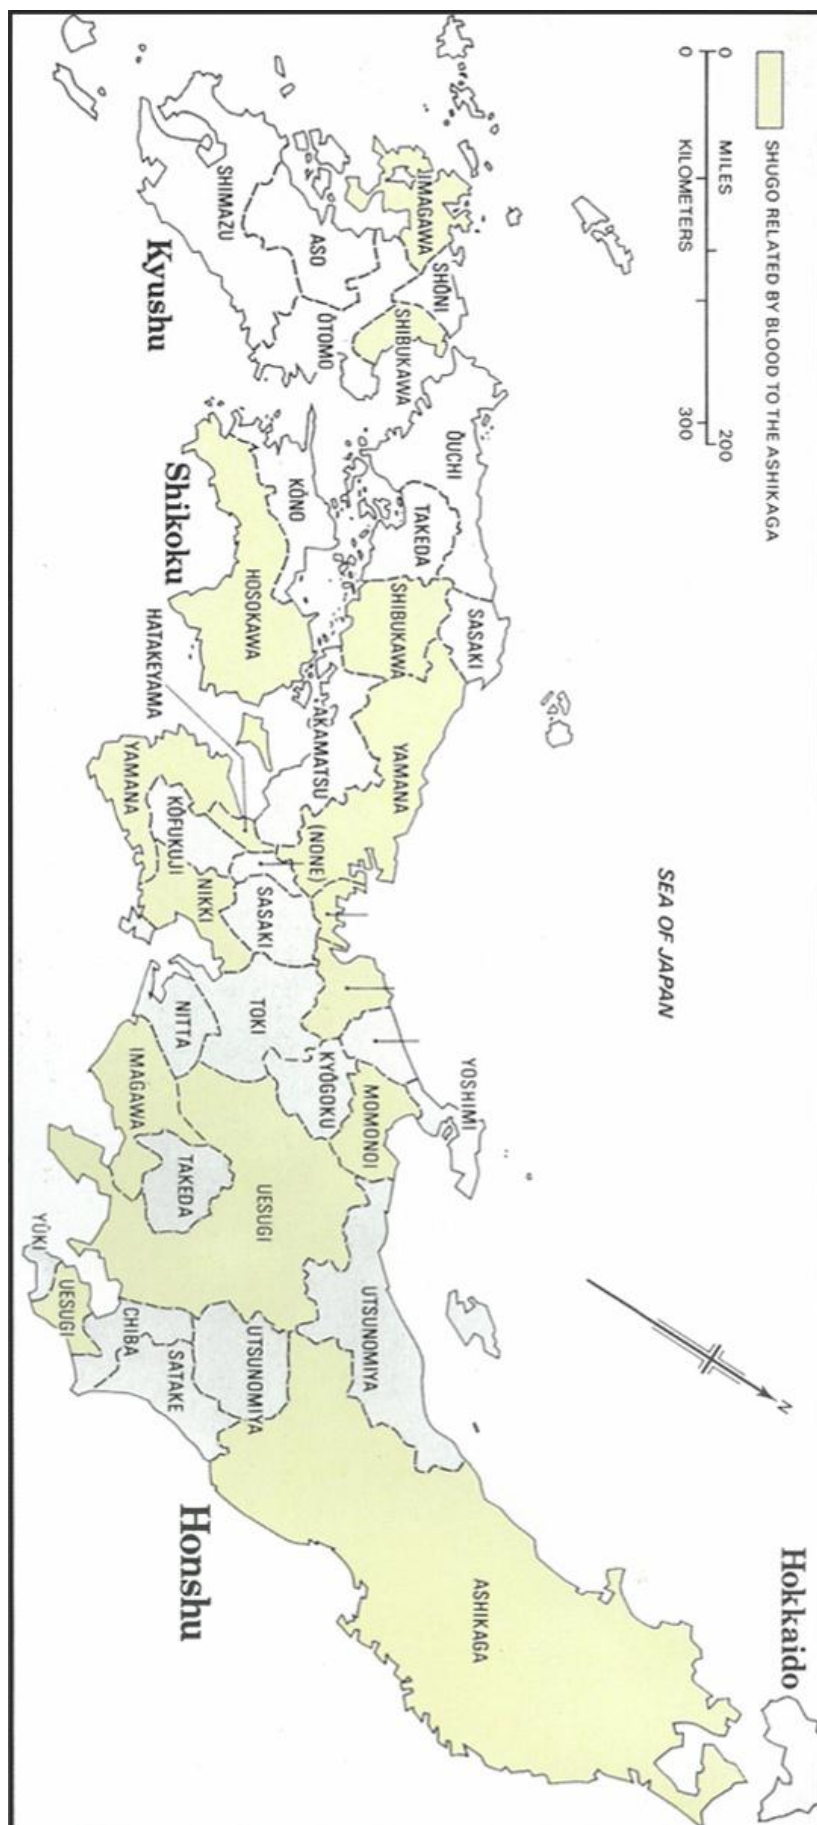 SHUGO RELATED BY BLOOD TO THE ASHIKAGA
0 MILES 200
0 KILOMETERS 300
Hokkaido
SEA OF JAPAN
N
IMAGAWA
SHŌNI
SHIBUKAWA
ASO
ŌTOMO
SHIMAZU
Kyushu
ŌUCHI
TAKEDA
SASAKI
SHIBUKAWA
KŌNO
HOSOKAWA
Shikoku
HATAKEYAMA
YAMANA
AKAMATSU
(NONE)
YAMANA
KŌFUKUJI
NIKKI
SASAKI
TOKI
NITTA
YOSHIMI
KYŌGOKU
MOMONOI
IMAGAWA
TAKEDA
UESUGI
UTSUNOMIYA
UTSUNOMIYA
YŪKI
UESUGI
CHIBA
SATAKE
Honshu
ASHIKAGA